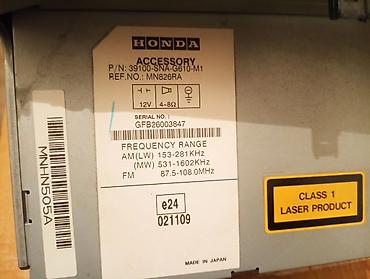 HONDA
ACCESSORY
P/N: 39100-SNA-G610-M1
REF.NO.: MN826RA
12V 4~8Ω
SERIAL NO.:
GFB26003847
FREQUENCY RANGE
AM(LW) 153-281KHz
(MW) 531-1602KHz
FM 87.5-108.0MHz
e24
021109
MADE IN JAPAN
MNHN505A
CLASS 1
LASER PRODUCT